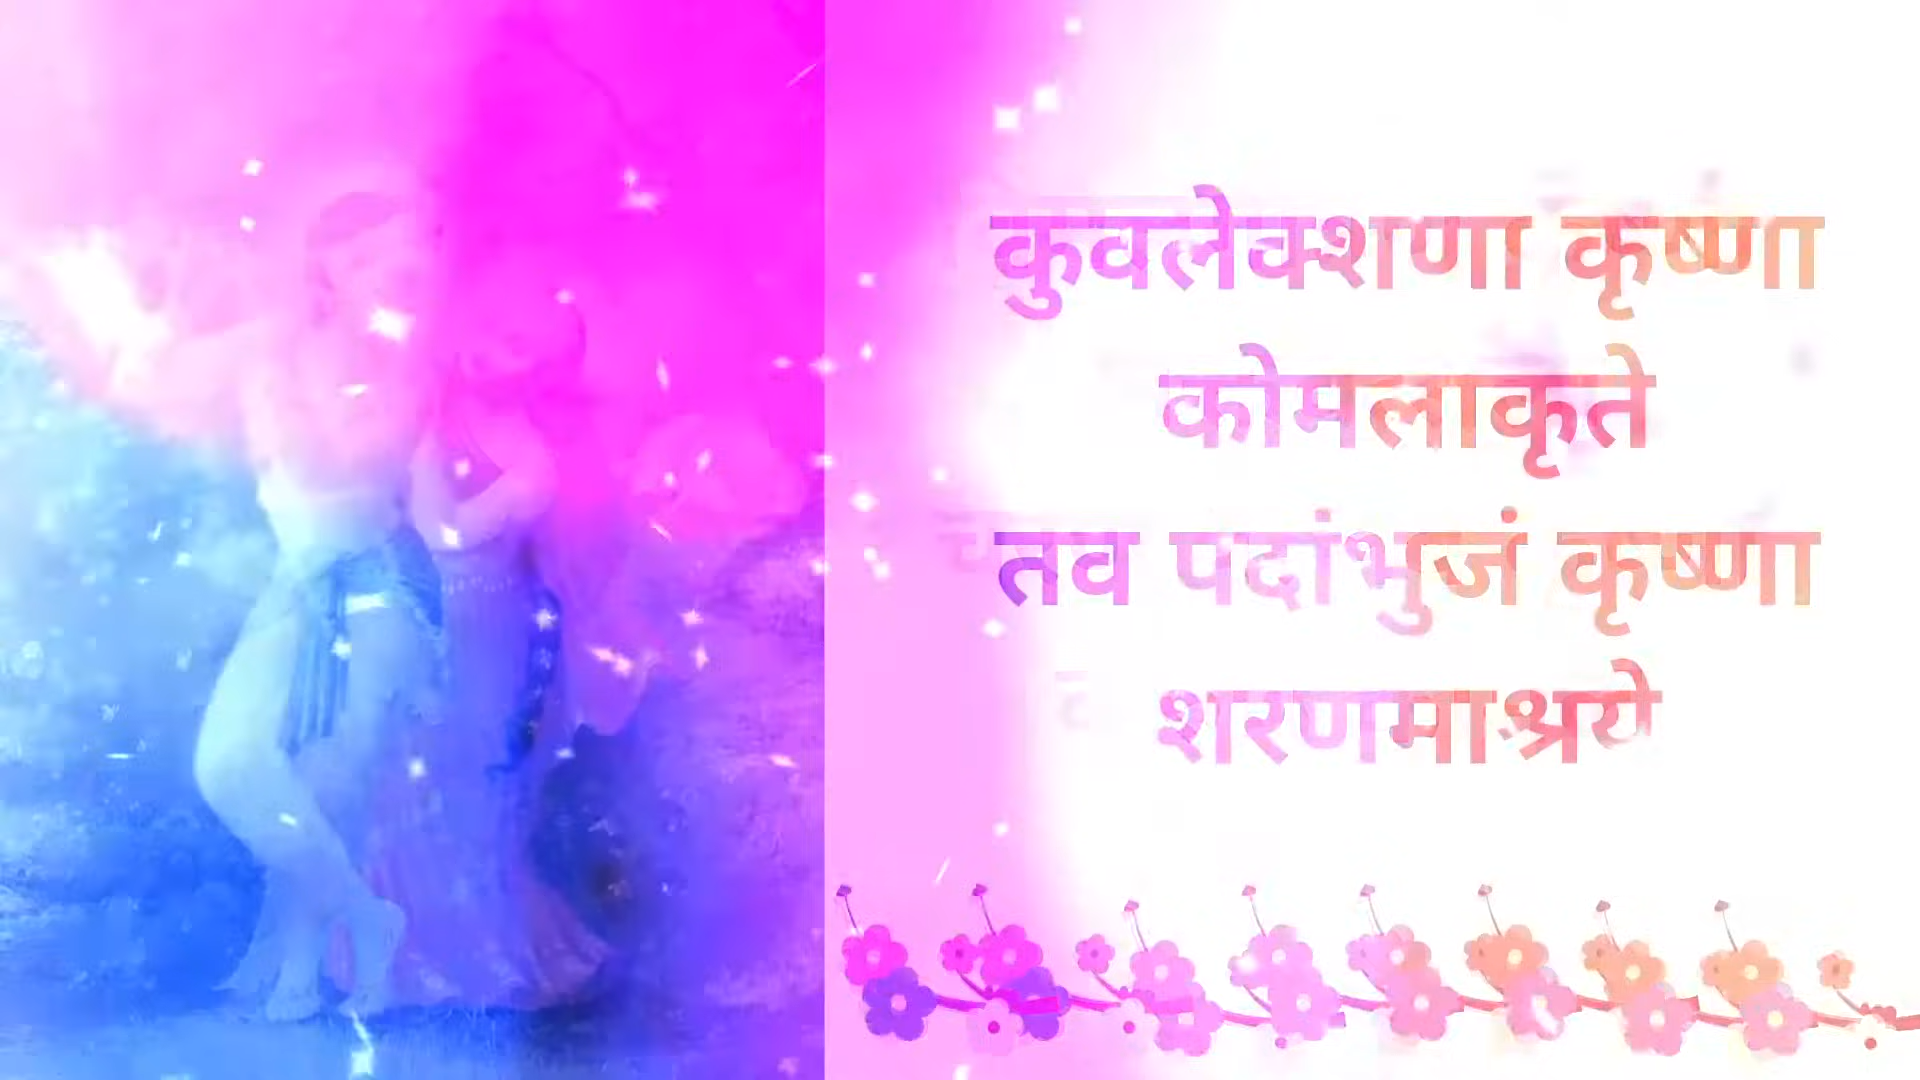 कुवलेक्शणा कृष्णा
कोमलाकृते
तव पदांभुजं कृष्णा
शरणमाश्रये